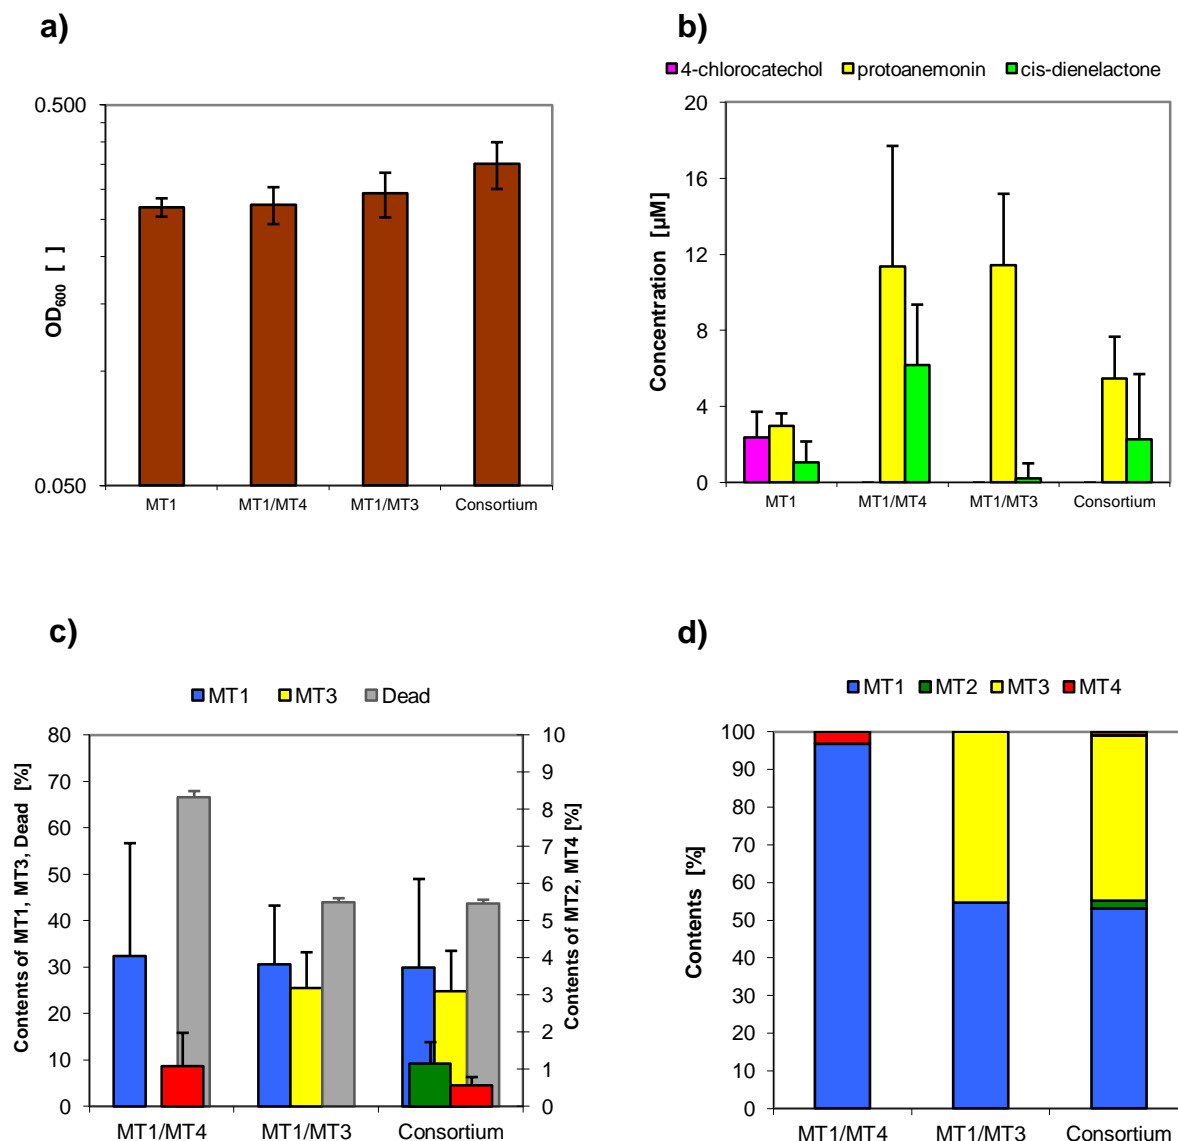 a)
0.500
0.050
OD600 [ ]
MT1 MT1/MT4 MT1/MT3 Consortium
b)
4-chlorocatechol protoanemonin cis-dienelactone
20
16
12
8
4
0
Concentration [µM]
MT1 MT1/MT4 MT1/MT3 Consortium
c)
MT1 MT3 Dead
80
70
60
50
40
30
20
10
0
Contents of MT1, MT3, Dead [%]
10
9
8
7
6
5
4
3
2
1
0
Contents of MT2, MT4 [%]
MT1/MT4 MT1/MT3 Consortium
d)
MT1 MT2 MT3 MT4
100
90
80
70
60
50
40
30
20
10
0
Contents [%]
MT1/MT4 MT1/MT3 Consortium